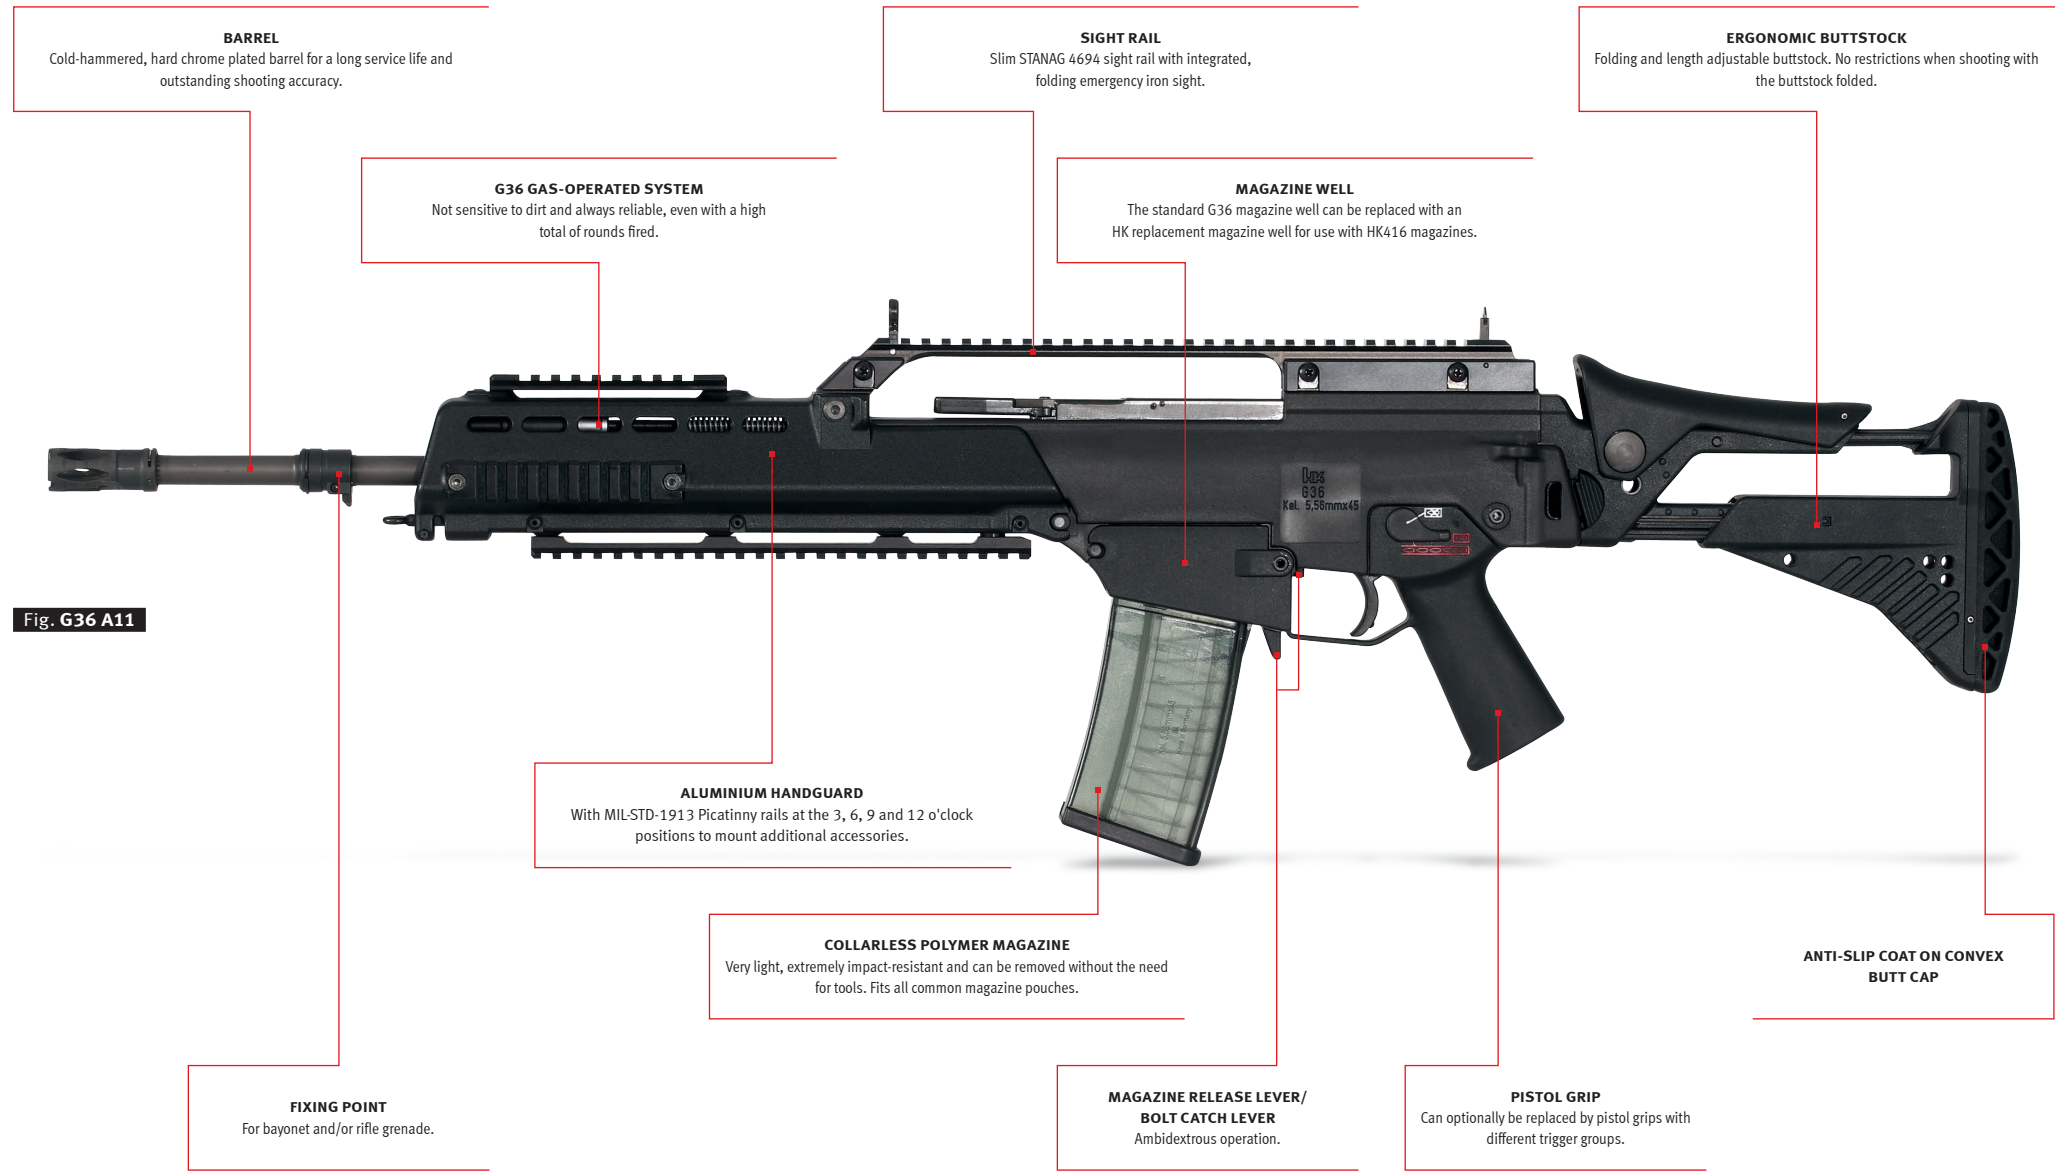 BARREL
Cold-hammered, hard chrome plated barrel for a long service life and
outstanding shooting accuracy.
SIGHT RAIL
Slim STANAG 4694 sight rail with integrated,
folding emergency iron sight.
ERGONOMIC BUTTSTOCK
Folding and length adjustable buttstock. No restrictions when shooting with
the buttstock folded.
G36 GAS-OPERATED SYSTEM
Not sensitive to dirt and always reliable, even with a high
total of rounds fired.
MAGAZINE WELL
The standard G36 magazine well can be replaced with an
HK replacement magazine well for use with HK416 magazines.
HK
G36
Kal. 5,56mmx45
Fig. G36 A11
ALUMINIUM HANDGUARD
With MIL-STD-1913 Picatinny rails at the 3, 6, 9 and 12 o'clock
positions to mount additional accessories.
COLLARLESS POLYMER MAGAZINE
Very light, extremely impact-resistant and can be removed without the need
for tools. Fits all common magazine pouches.
ANTI-SLIP COAT ON CONVEX
BUTT CAP
FIXING POINT
For bayonet and/or rifle grenade.
MAGAZINE RELEASE LEVER/
BOLT CATCH LEVER
Ambidextrous operation.
PISTOL GRIP
Can optionally be replaced by pistol grips with
different trigger groups.